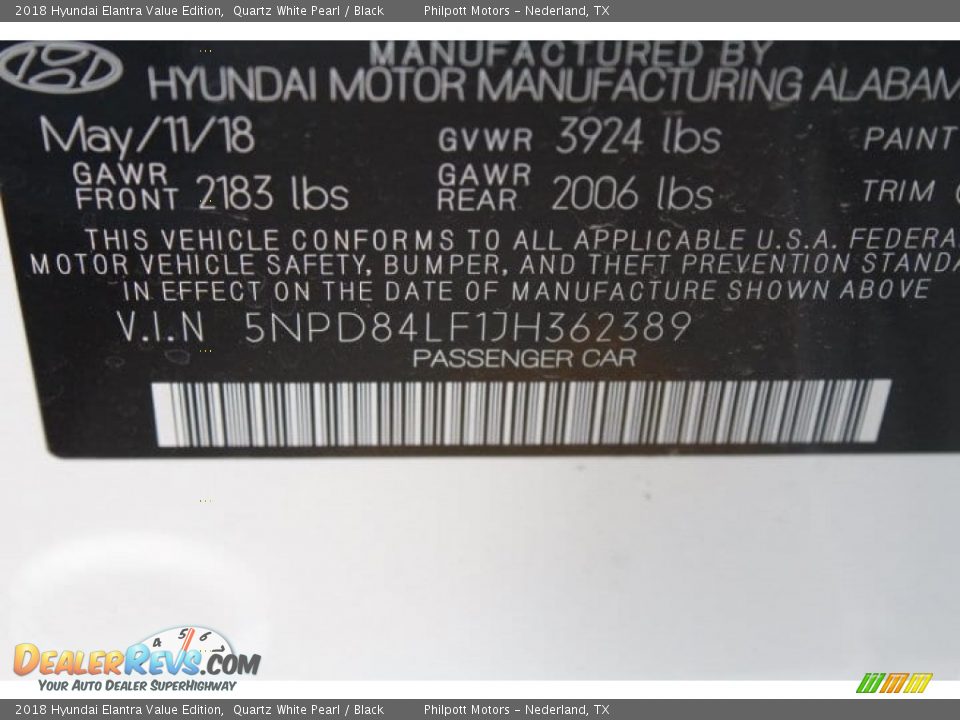 2018 Hyundai Elantra Value Edition,  Quartz White Pearl / Black          Philpott Motors - Nederland, TX
MANUFACTURED BY
HYUNDAI MOTOR MANUFACTURING ALABAM
May/11/18 GVWR 3924 lbs PAINT
GAWR FRONT 2183 lbs GAWR REAR 2006 lbs TRIM
THIS VEHICLE CONFORMS TO ALL APPLICABLE U.S.A. FEDERA
MOTOR VEHICLE SAFETY, BUMPER, AND THEFT PREVENTION STANDA
IN EFFECT ON THE DATE OF MANUFACTURE SHOWN ABOVE
V.I.N 5NPD84LF1JH362389
PASSENGER CAR
4 5 6 7
DEALERREVS.COM
YOUR AUTO DEALER SUPERHIGHWAY
2018 Hyundai Elantra Value Edition,  Quartz White Pearl / Black          Philpott Motors - Nederland, TX